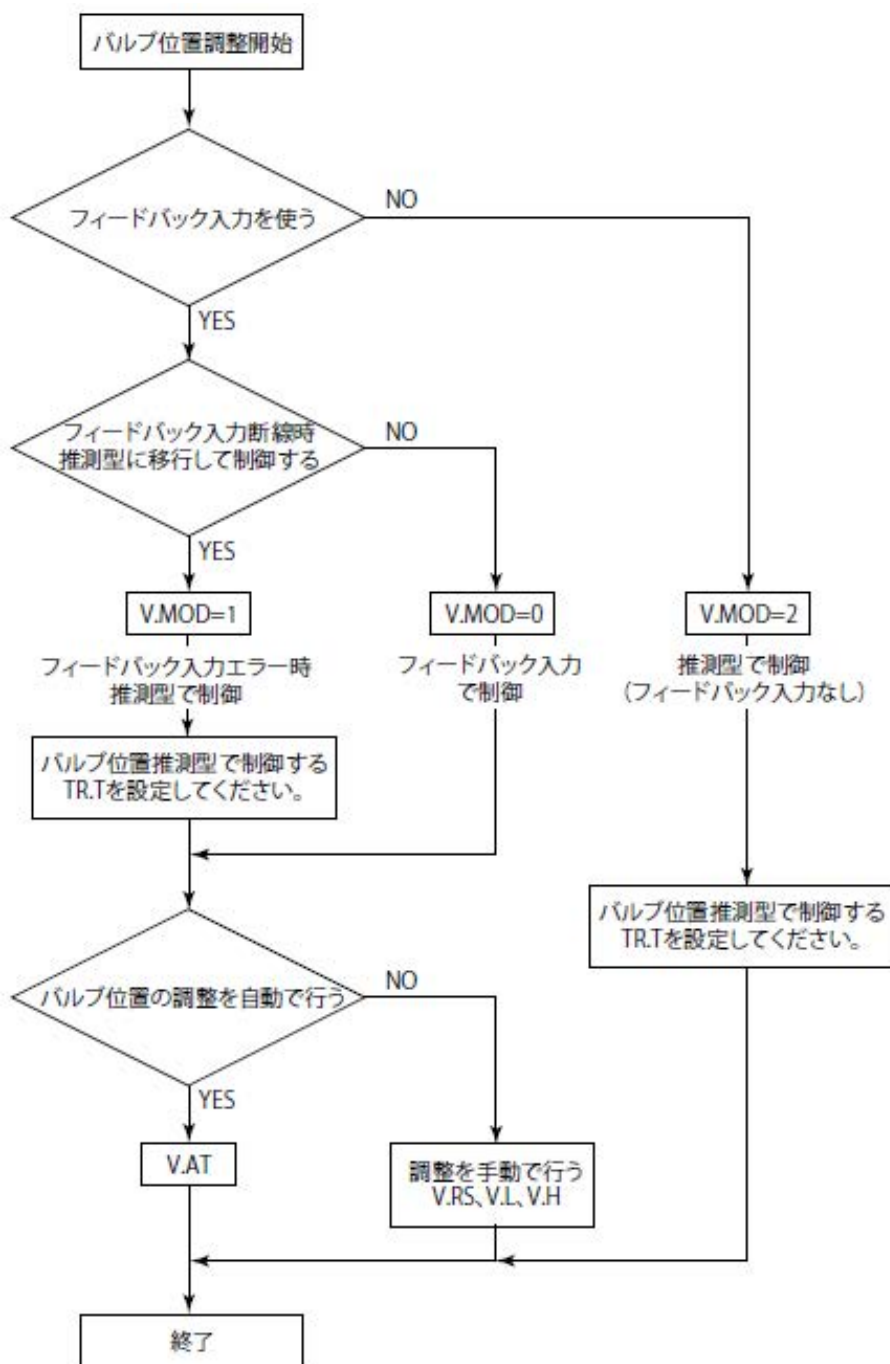 バルブ位置調整開始
フィードバック入力を使う
NO
YES
フィードバック入力断線時
推測型に移行して制御する
NO
YES
V.MOD=1
フィードバック入力エラー時
推測型で制御
バルブ位置推測型で制御する
TR.Tを設定してください。
V.MOD=0
フィードバック入力
で制御
V.MOD=2
推測型で制御
（フィードバック入力なし）
バルブ位置推測型で制御する
TR.Tを設定してください。
バルブ位置の調整を自動で行う
NO
YES
V.AT
調整を手動で行う
V.RS、V.L、V.H
終了